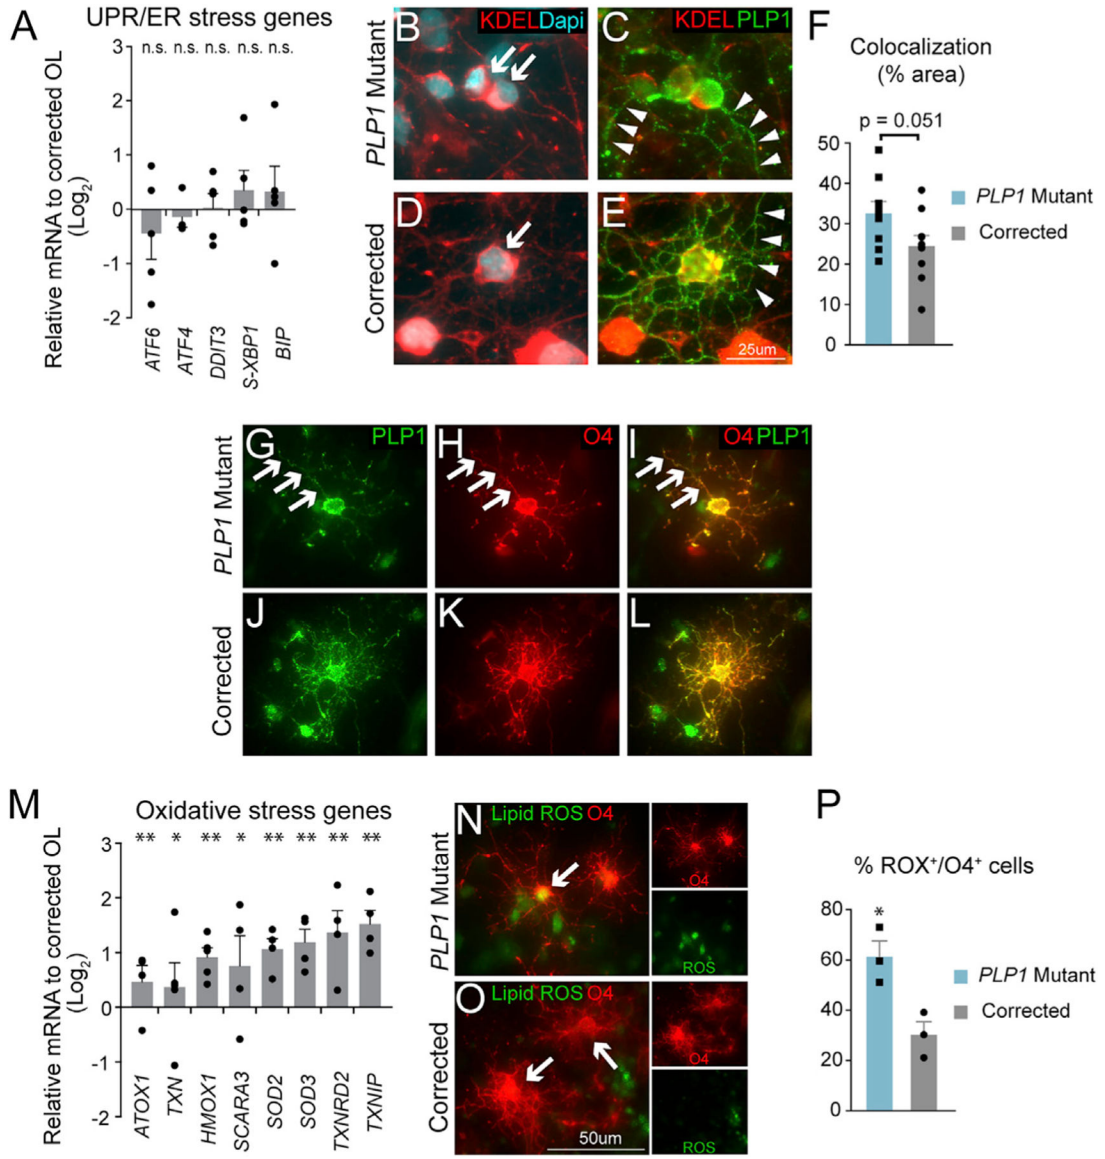 A
UPR/ER stress genes
n.s. n.s. n.s. n.s. n.s.
Relative mRNA to corrected OL
(Log2)
3
2
1
0
-1
-2
ATF6
ATF4
DDIT3
S-XBP1
BIP
PLP1 Mutant
B
KDEL Dapi
C
KDEL PLP1
Corrected
D
E
25um
F
Colocalization
(% area)
p = 0.051
50
40
30
20
10
0
PLP1 Mutant
Corrected
PLP1 Mutant
G
PLP1
H
O4
I
O4 PLP1
Corrected
J
K
L
M
Oxidative stress genes
** * ** * ** ** ** **
Relative mRNA to corrected OL
(Log2)
3
2
1
0
-1
-2
ATOX1
TXN
HMOX1
SCARA3
SOD2
SOD3
TXNRD2
TXNIP
PLP1 Mutant
N
Lipid ROS O4
O4
ROS
Corrected
O
Lipid ROS O4
50um
O4
ROS
P
% ROX+/O4+ cells
*
80
60
40
20
0
PLP1 Mutant
Corrected